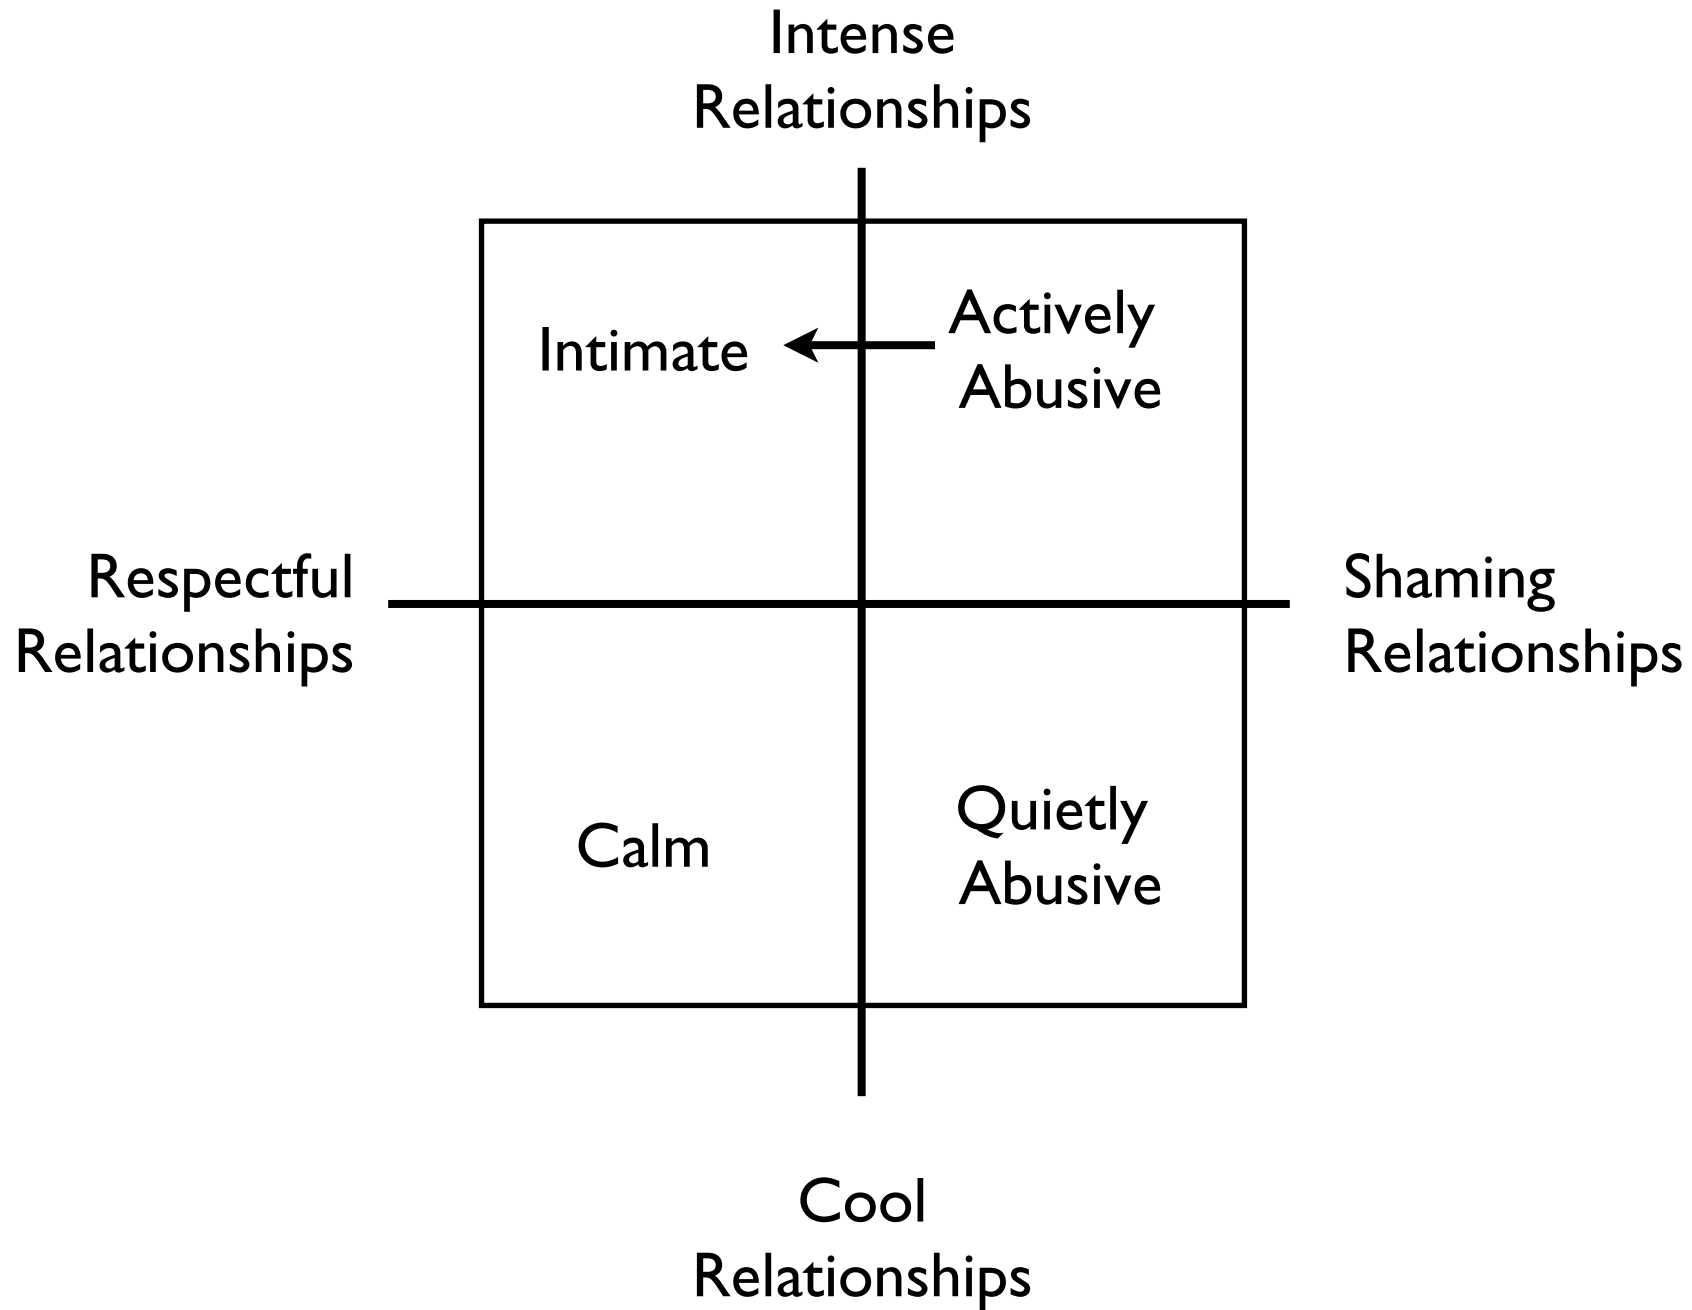 Intense
Relationships
Intimate
Actively
Abusive
Respectful
Relationships
Shaming
Relationships
Calm
Quietly
Abusive
Cool
Relationships